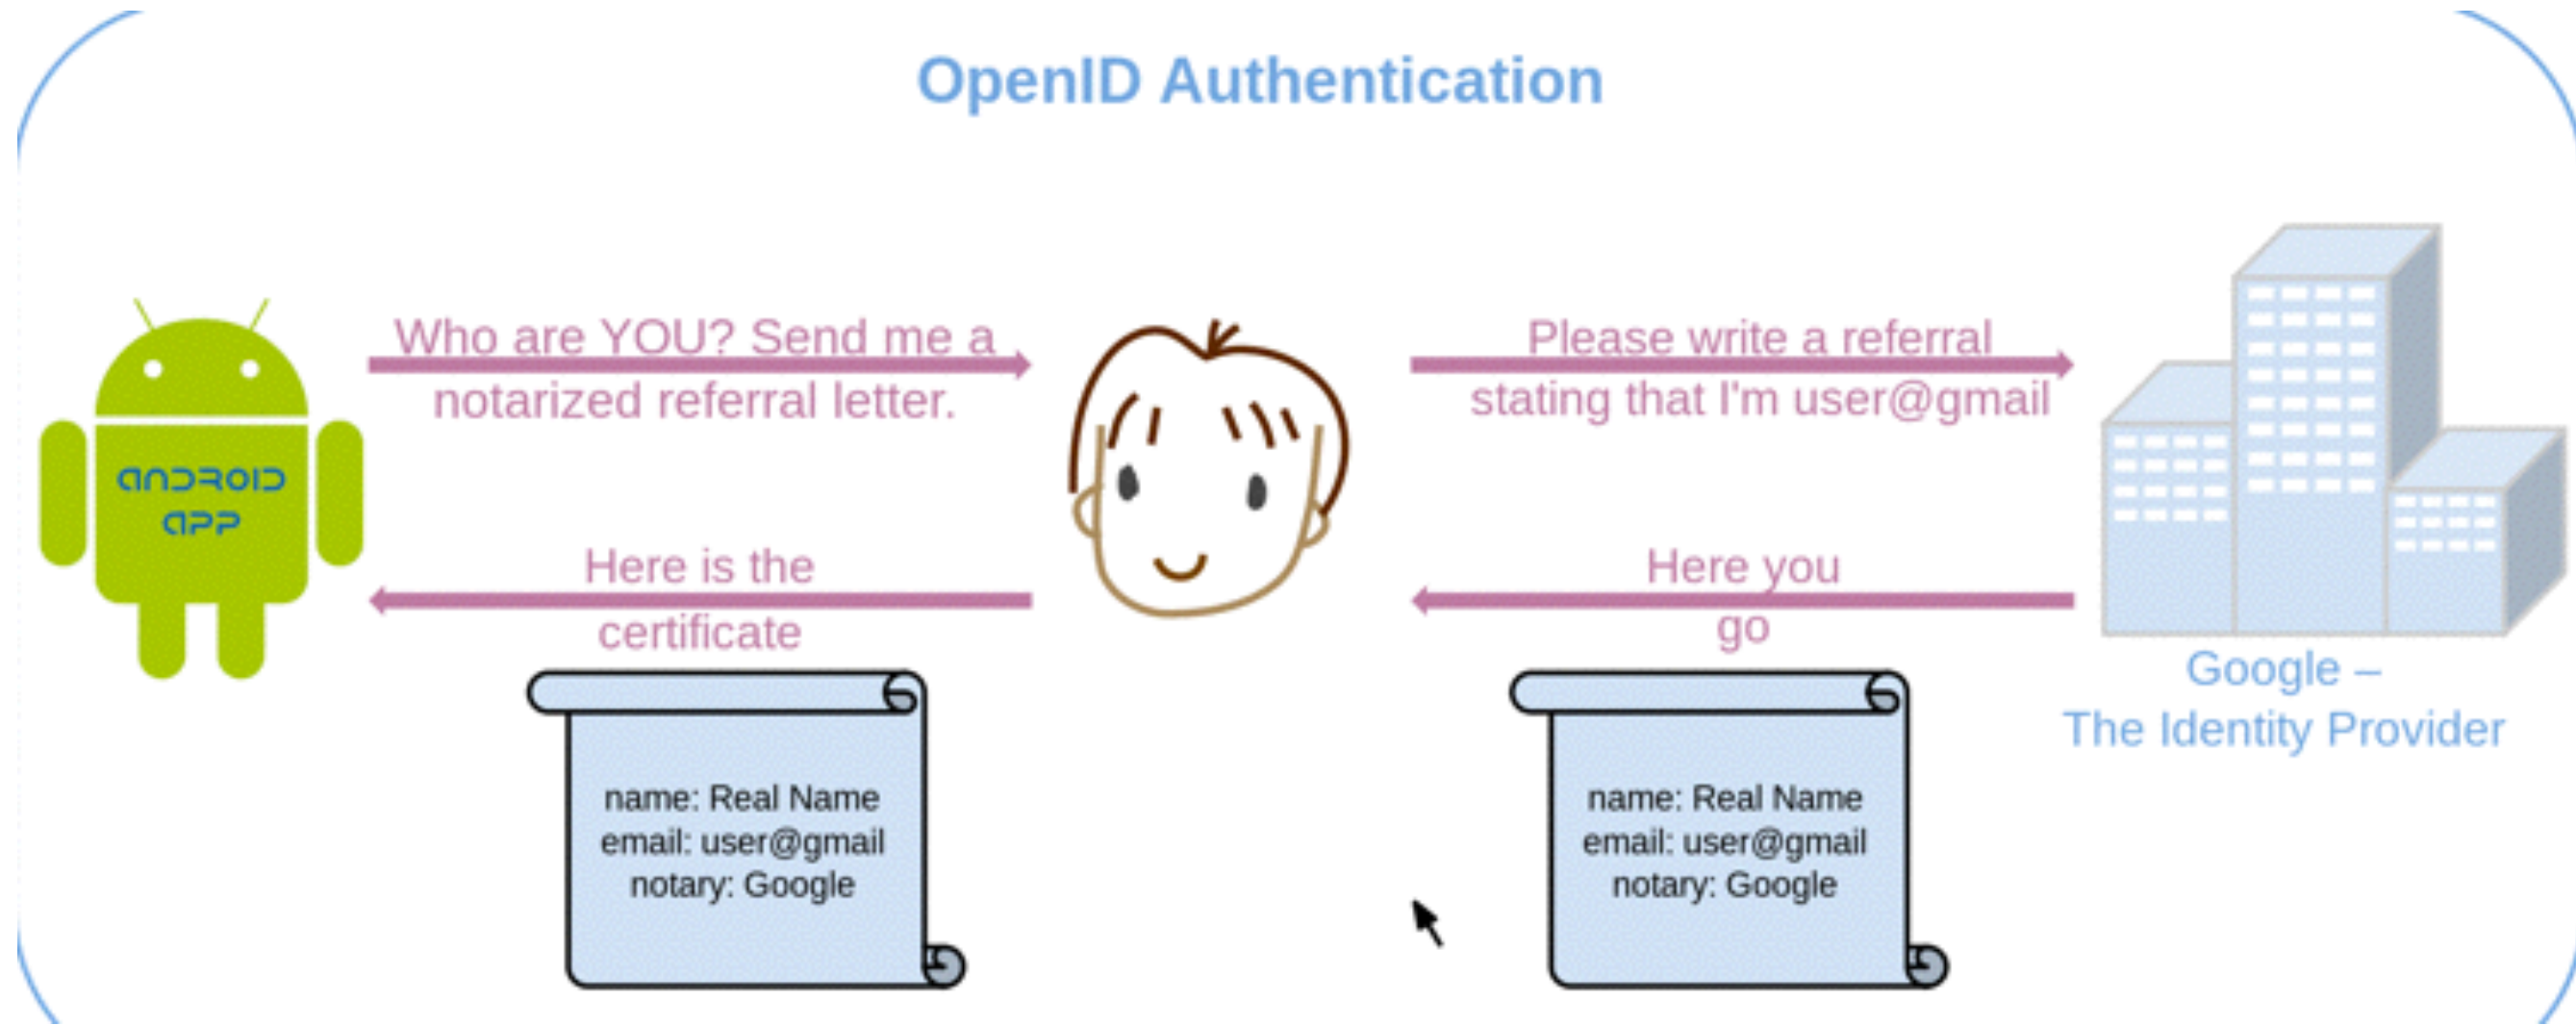 OpenID Authentication
Who are YOU? Send me a
notarized referral letter.
Please write a referral
stating that I'm user@gmail
ANDROID
APP
Here is the
certificate
Here you
go
Google –
The Identity Provider
name: Real Name
email: user@gmail
notary: Google
name: Real Name
email: user@gmail
notary: Google